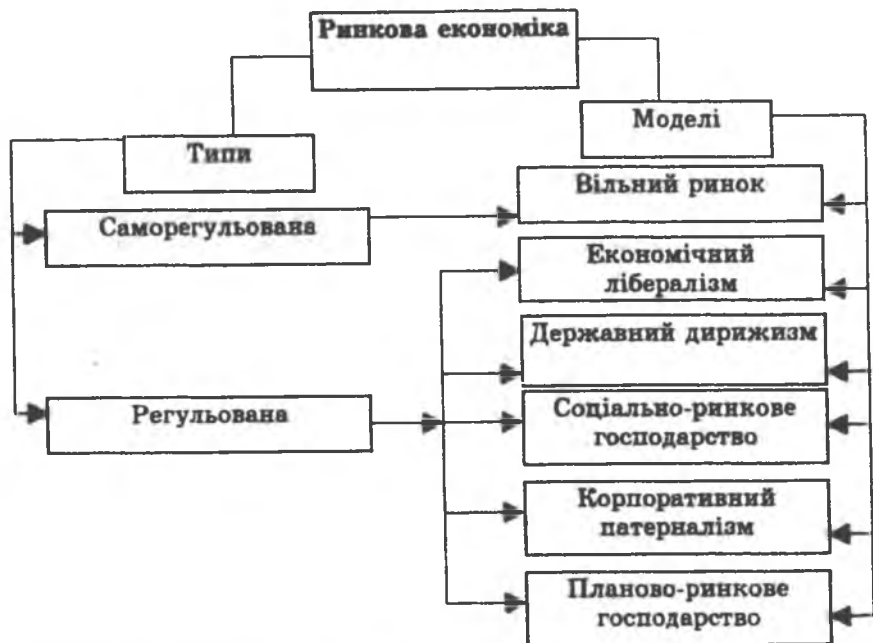 Ринкова економіка
Моделі
Типи
Вільний ринок
Саморегульована
Економічний
лібералізм
Державний дирижизм
Регульована
Соціально-ринкове
господарство
Корпоративний
патерналізм
Планово-ринкове
господарство